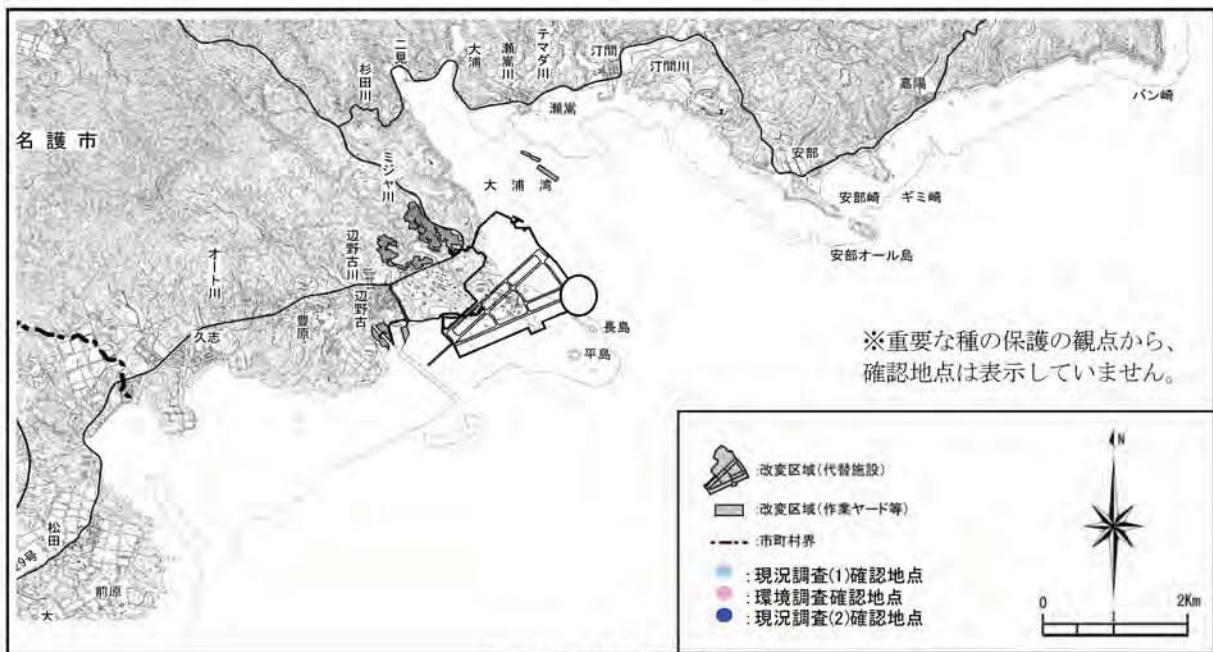 名護市
杉田川
二見
大浦
瀬嵩川
テマダ川
汀間
汀間川
瀬嵩
嘉陽
バン崎
安部
安部崎
ギミ崎
安部オール島
大浦湾
ミジャ川
辺野古川
辺野古
オート川
久志
豊原
長島
平島
松田
29号
前原
大
※重要な種の保護の観点から、
確認地点は表示していません。
:改変区域(代替施設)
:改変区域(作業ヤード等)
:市町村界
:現況調査(1)確認地点
:環境調査確認地点
:現況調査(2)確認地点
N
0 1 2Km